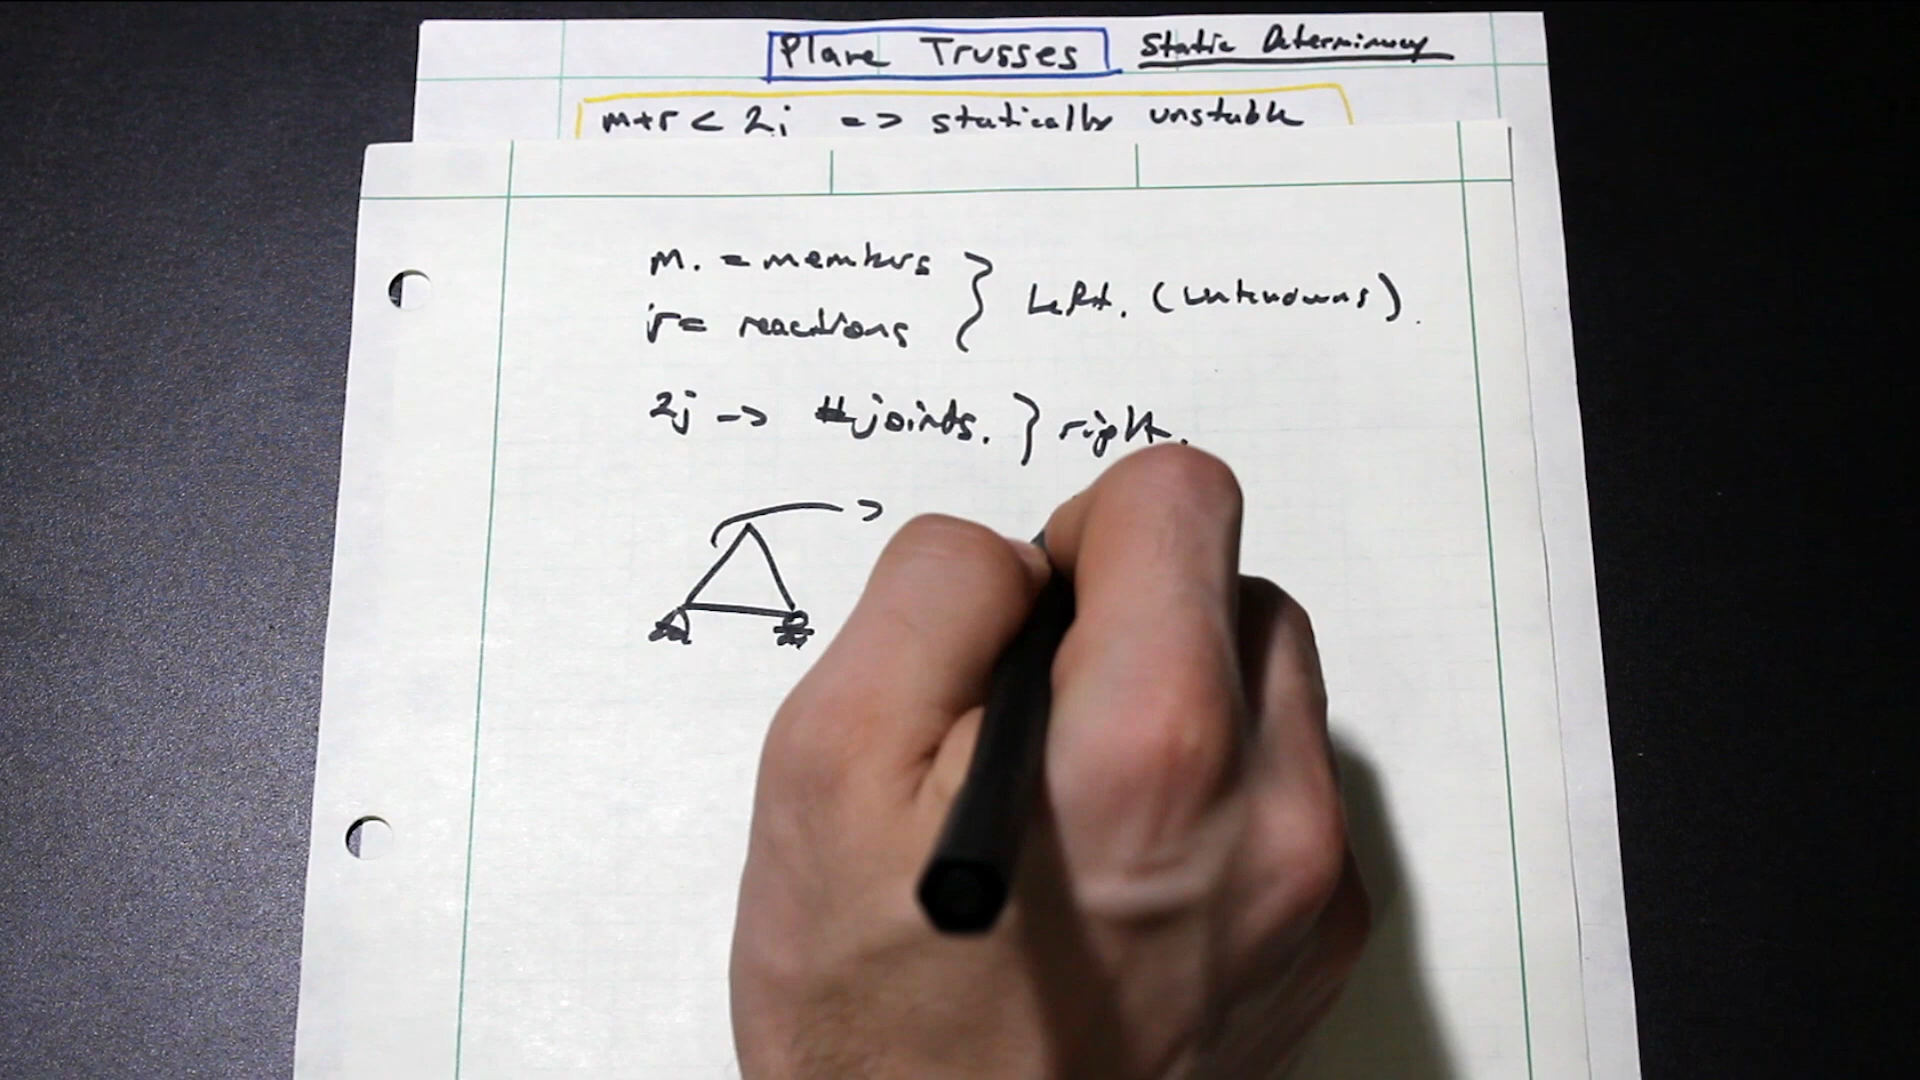 Plane Trusses Static Determinacy
m+r < 2j => statically unstable
m. = members
r = reactions
Left. (unknowns).
2j -> # joints. } right.